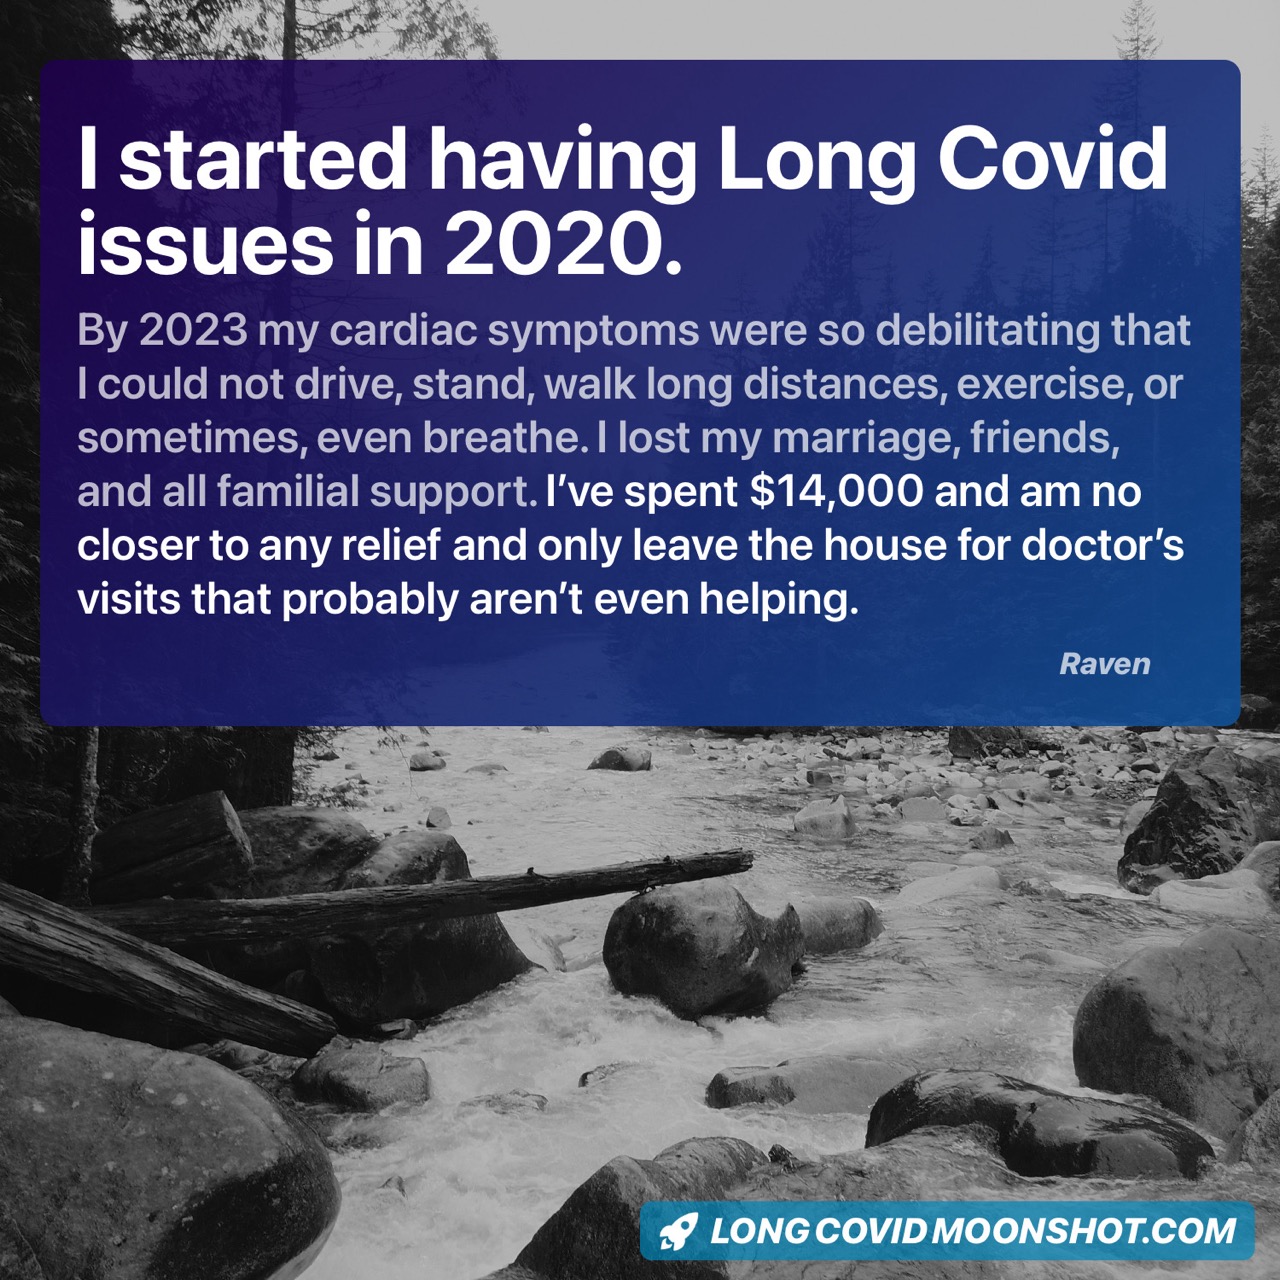 I started having Long Covid
issues in 2020.
By 2023 my cardiac symptoms were so debilitating that
I could not drive, stand, walk long distances, exercise, or
sometimes, even breathe. I lost my marriage, friends,
and all familial support. I’ve spent $14,000 and am no
closer to any relief and only leave the house for doctor’s
visits that probably aren’t even helping.
Raven
LONG COVID MOONSHOT.COM